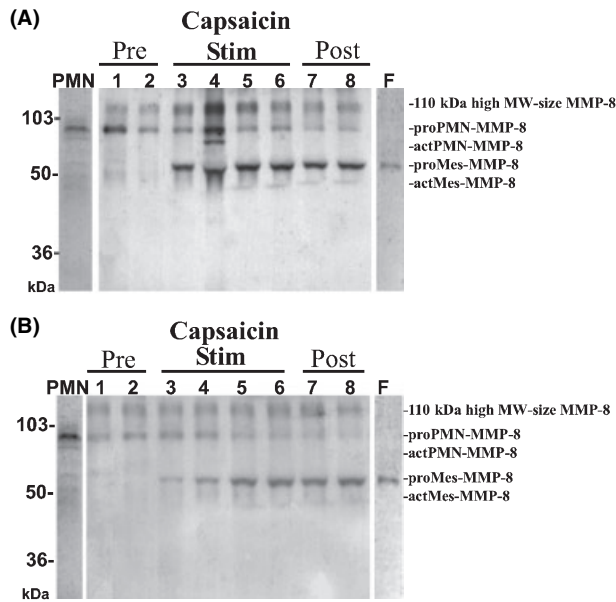 (A)
Capsaicin
Pre Stim Post
PMN 1 2 3 4 5 6 7 8 F
103-
50-
36-
kDa
-110 kDa high MW-size MMP-8
-proPMN-MMP-8
-actPMN-MMP-8
-proMes-MMP-8
-actMes-MMP-8
(B)
Capsaicin
Pre Stim Post
PMN 1 2 3 4 5 6 7 8 F
103-
50-
36-
kDa
-110 kDa high MW-size MMP-8
-proPMN-MMP-8
-actPMN-MMP-8
-proMes-MMP-8
-actMes-MMP-8